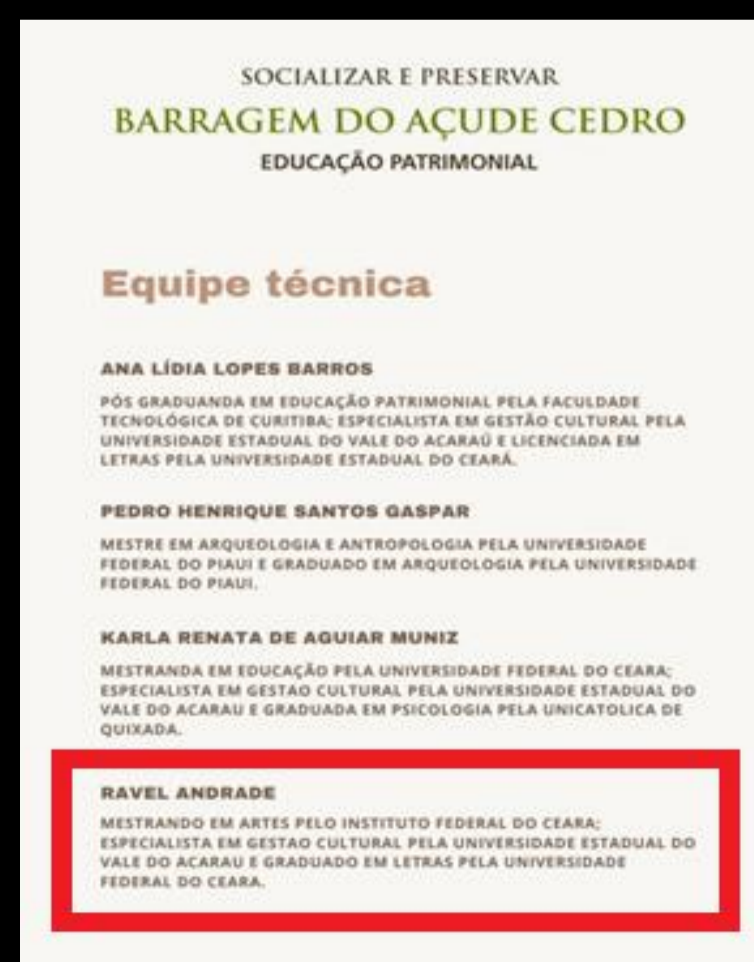 SOCIALIZAR E PRESERVAR
BARRAGEM DO AÇUDE CEDRO
EDUCAÇÃO PATRIMONIAL
Equipe técnica
ANA LÍDIA LOPES BARROS
PÓS GRADUANDA EM EDUCAÇÃO PATRIMONIAL PELA FACULDADE
TECNOLÓGICA DE CURITIBA; ESPECIALISTA EM GESTÃO CULTURAL PELA
UNIVERSIDADE ESTADUAL DO VALE DO ACARAÚ E LICENCIADA EM
LETRAS PELA UNIVERSIDADE ESTADUAL DO CEARÁ.
PEDRO HENRIQUE SANTOS GASPAR
MESTRE EM ARQUEOLOGIA E ANTROPOLOGIA PELA UNIVERSIDADE
FEDERAL DO PIAUI E GRADUADO EM ARQUEOLOGIA PELA UNIVERSIDADE
FEDERAL DO PIAUI.
KARLA RENATA DE AGUIAR MUNIZ
MESTRANDA EM EDUCAÇÃO PELA UNIVERSIDADE FEDERAL DO CEARA;
ESPECIALISTA EM GESTAO CULTURAL PELA UNIVERSIDADE ESTADUAL DO
VALE DO ACARAU E GRADUADA EM PSICOLOGIA PELA UNICATOLICA DE
QUIXADA.
RAVEL ANDRADE
MESTRANDO EM ARTES PELO INSTITUTO FEDERAL DO CEARA;
ESPECIALISTA EM GESTAO CULTURAL PELA UNIVERSIDADE ESTADUAL DO
VALE DO ACARAU E GRADUADO EM LETRAS PELA UNIVERSIDADE
FEDERAL DO CEARA.